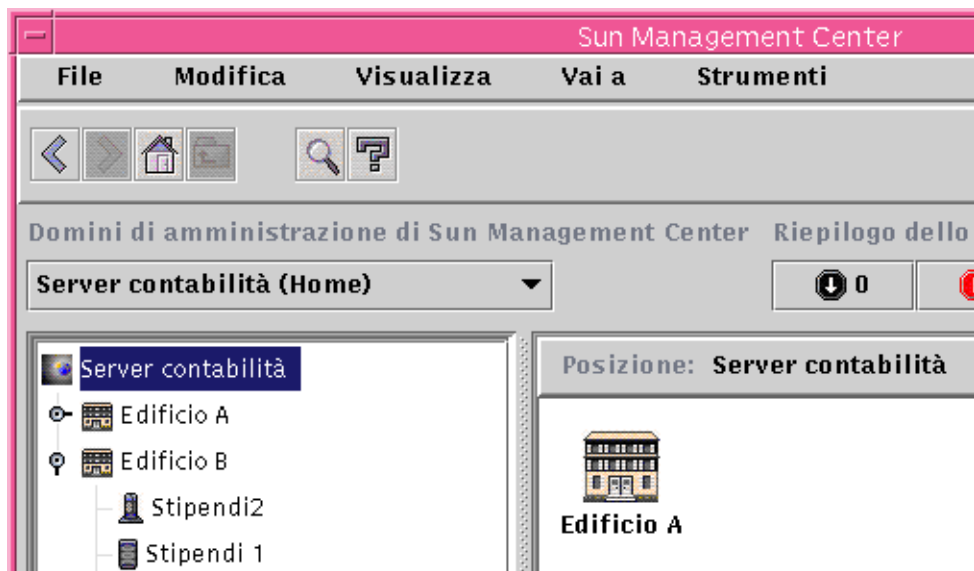 Sun Management Center
File Modifica Visualizza Vai a Strumenti
Domini di amministrazione di Sun Management Center Riepilogo dello
Server contabilità (Home) 0
Server contabilità
Posizione: Server contabilità
Edificio A
Edificio B
Stipendi2
Stipendi 1
Edificio A